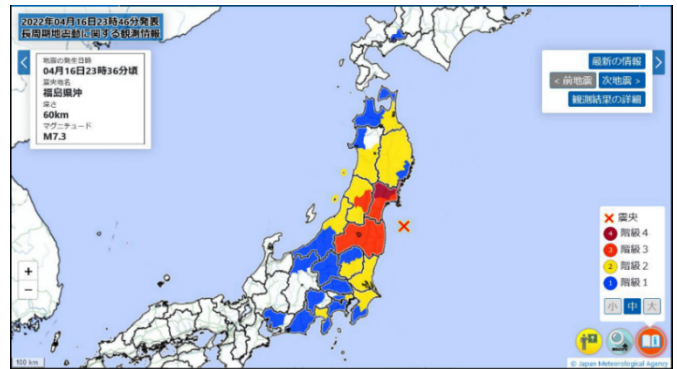 2022年04月16日23時46分発表
長周期地震動に関する観測情報
地震の発生日時
04月16日23時36分頃
震央地名
福島県沖
深さ
60km
マグニチュード
M7.3
最新の情報
< 前地震
次地震 >
観測結果の詳細
震央
4 階級4
3 階級3
2 階級2
1 階級1
小 中 大
+
−
100 km
© Japan Meteorological Agency